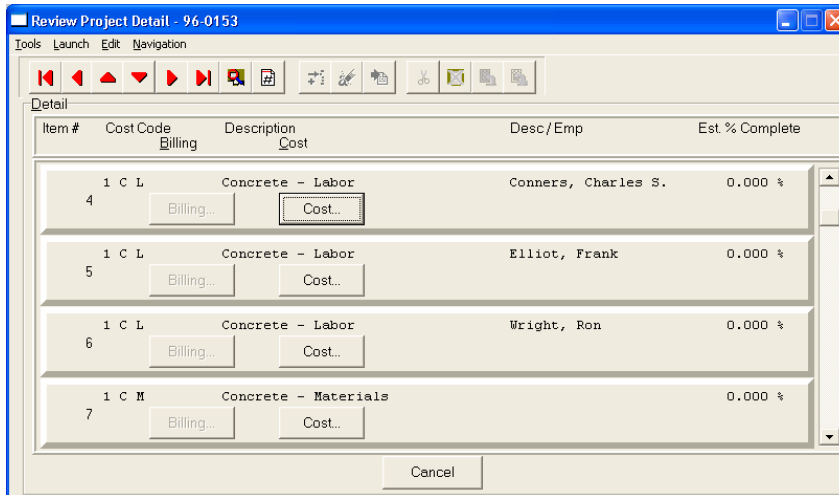 Review Project Detail - 96-0153
Tools Launch Edit Navigation
Detail
Item # Cost Code Description Desc/Emp Est. % Complete
Billing Cost
1 C L Concrete - Labor Conners, Charles S. 0.000 %
4 Billing... Cost...
1 C L Concrete - Labor Elliot, Frank 0.000 %
5 Billing... Cost...
1 C L Concrete - Labor Wright, Ron 0.000 %
6 Billing... Cost...
1 C M Concrete - Materials 0.000 %
7 Billing... Cost...
Cancel